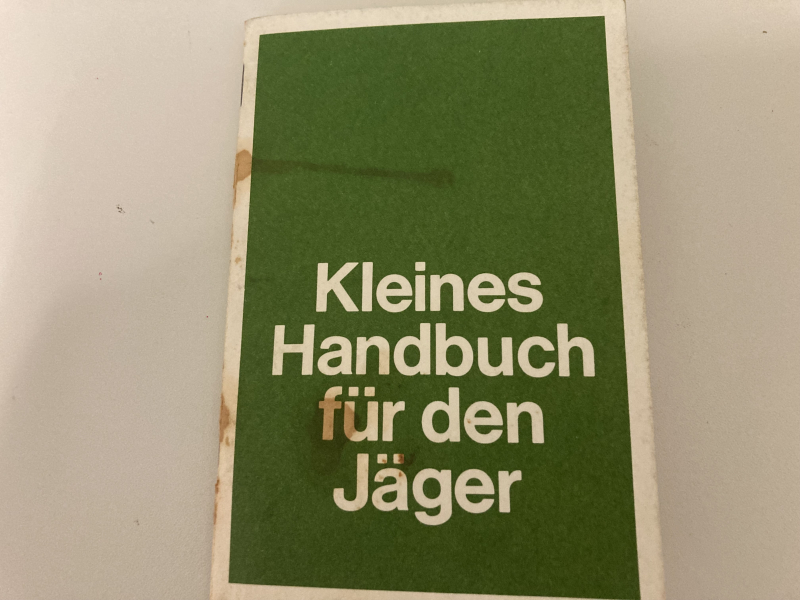 Kleines
Handbuch
für den
Jäger